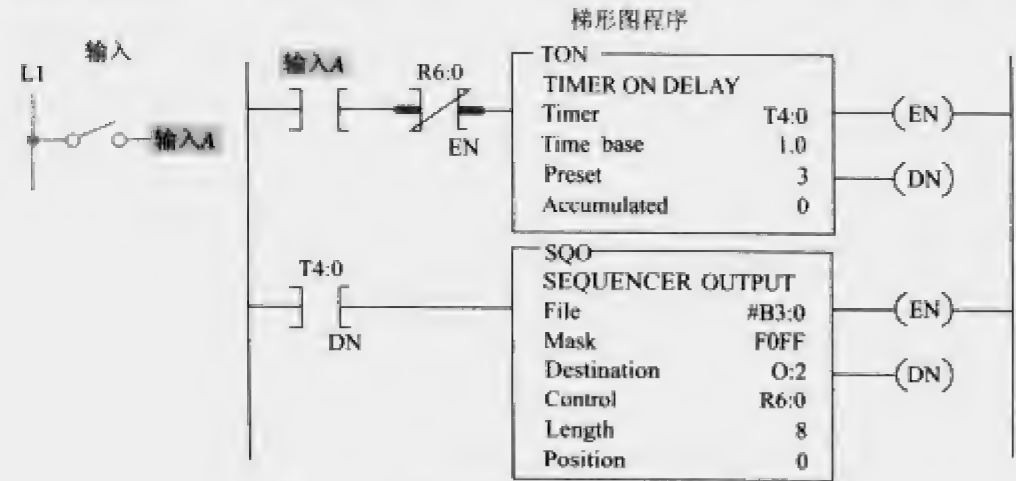 梯形图程序
输入
L1
输入A
输入A
R6:0
EN
TON
TIMER ON DELAY
Timer T4:0
Time base 1.0
Preset 3
Accumulated 0
(EN)
(DN)
T4:0
DN
SQO
SEQUENCER OUTPUT
File #B3:0
Mask F0FF
Destination O:2
Control R6:0
Length 8
Position 0
(EN)
(DN)